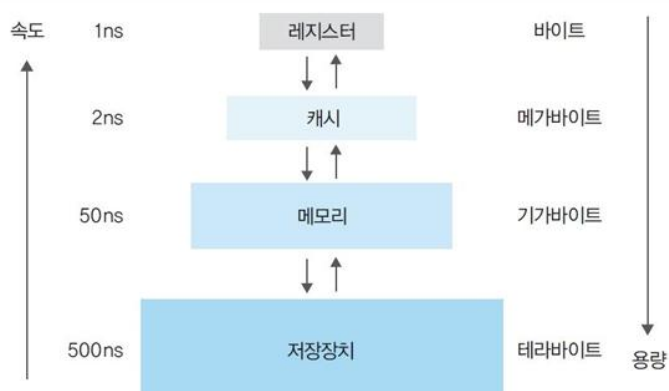 속도 1ns 레지스터 바이트
2ns 캐시 메가바이트
50ns 메모리 기가바이트
500ns 저장장치 테라바이트
용량